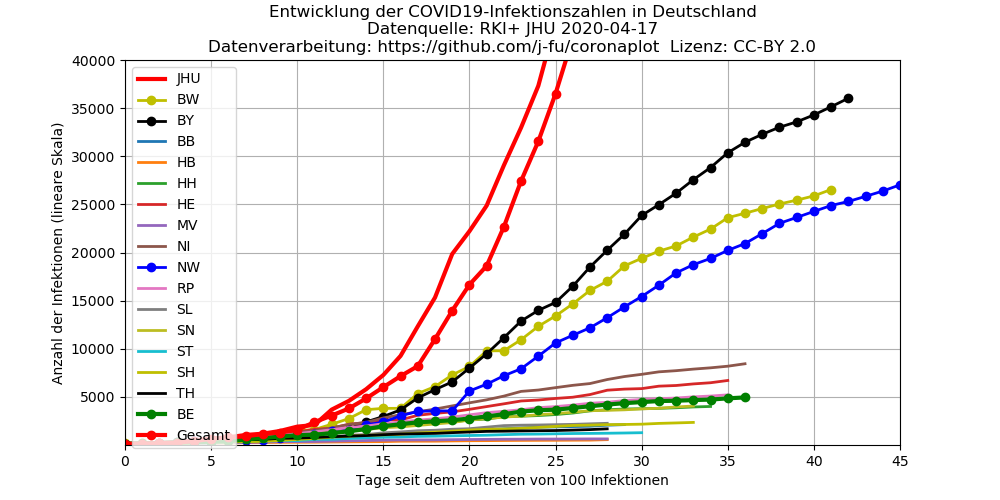 Entwicklung der COVID19-Infektionszahlen in Deutschland
Datenquelle: RKI+ JHU 2020-04-17
Datenverarbeitung: https://github.com/j-fu/coronaplot Lizenz: CC-BY 2.0
Anzahl der Infektionen (lineare Skala)
40000
35000
30000
25000
20000
15000
10000
5000
JHU
BW
BY
BB
HB
HH
HE
MV
NI
NW
RP
SL
SN
ST
SH
TH
BE
Gesamt
0 5 10 15 20 25 30 35 40 45
Tage seit dem Auftreten von 100 Infektionen